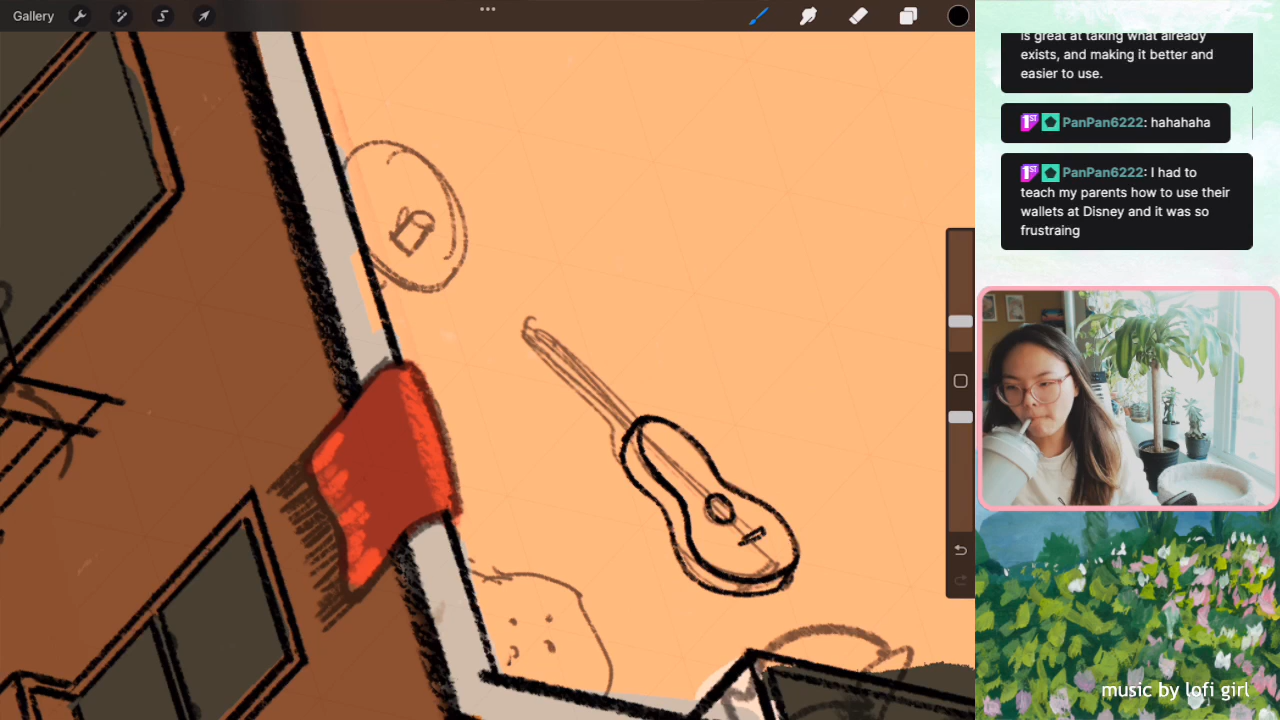 Gallery
is great at taking what already
exists, and making it better and
easier to use.
1ST PanPan6222: hahahaha
1ST PanPan6222: I had to
teach my parents how to use their
wallets at Disney and it was so
frustraing
music by lofi girl